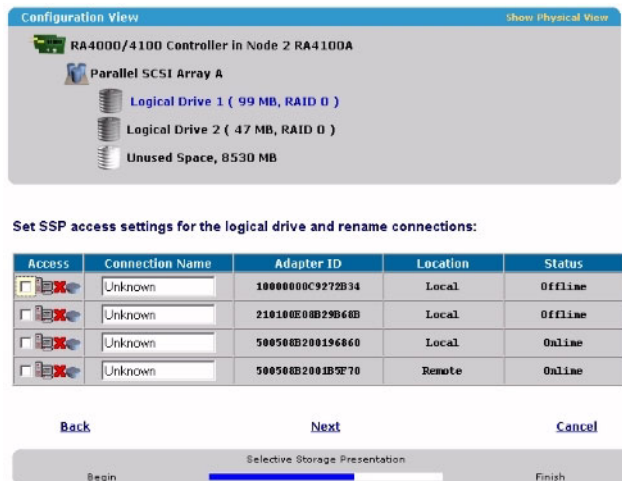 Configuration View Show Physical View
RA4000/4100 Controller in Node 2 RA4100A
Parallel SCSI Array A
Logical Drive 1 ( 99 MB, RAID 0 )
Logical Drive 2 ( 47 MB, RAID 0 )
Unused Space, 8530 MB
Set SSP access settings for the logical drive and rename connections:
Access Connection Name Adapter ID Location Status
Unknown 10000000C9272B34 Local Offline
Unknown 210100E08B29B68B Local Offline
Unknown 500508B200196860 Local Online
Unknown 500508B2001B5F70 Remote Online
Back Next Cancel
Selective Storage Presentation
Begin Finish